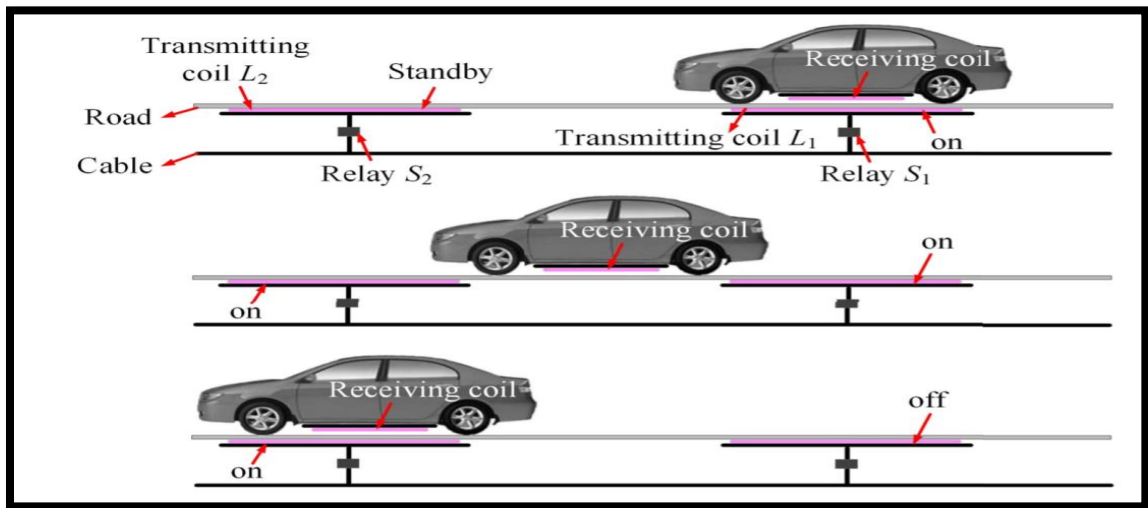 Transmitting
coil L2
Standby
Receiving coil
Road
Transmitting coil L1
on
Cable
Relay S2
Relay S1
Receiving coil
on
on
Receiving coil
off
on